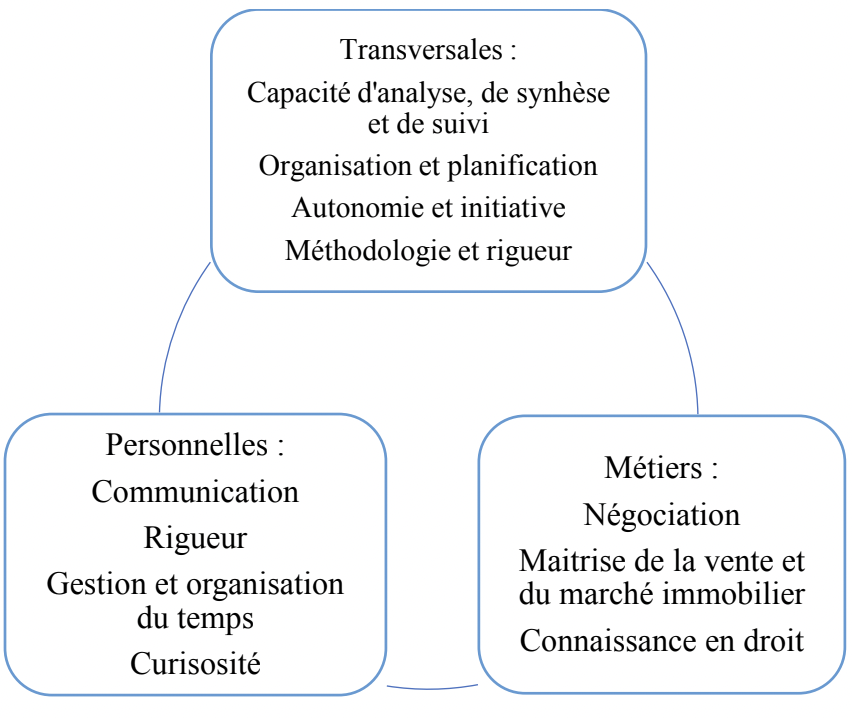 Transversales :
Capacité d'analyse, de synhèse
et de suivi
Organisation et planification
Autonomie et initiative
Méthodologie et rigueur
Personnelles :
Communication
Rigueur
Gestion et organisation
du temps
Curisosité
Métiers :
Négociation
Maitrise de la vente et
du marché immobilier
Connaissance en droit